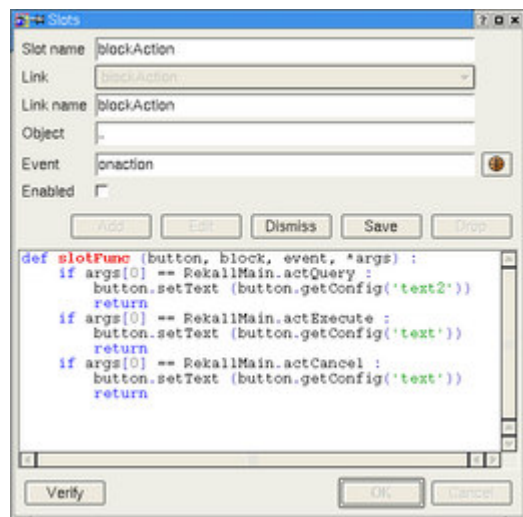 Slots
Slot name blockAction
Link blockAction
Link name blockAction
Object ..
Event onaction
Enabled
Add Edit Dismiss Save Drop
def slotFunc (button, block, event, *args) :
    if args[0] == RekallMain.actQuery :
        button.setText (button.getConfig('text2'))
        return
    if args[0] == RekallMain.actExecute :
        button.setText (button.getConfig('text'))
        return
    if args[0] == RekallMain.actCancel :
        button.setText (button.getConfig('text'))
        return
Verify OK Cancel